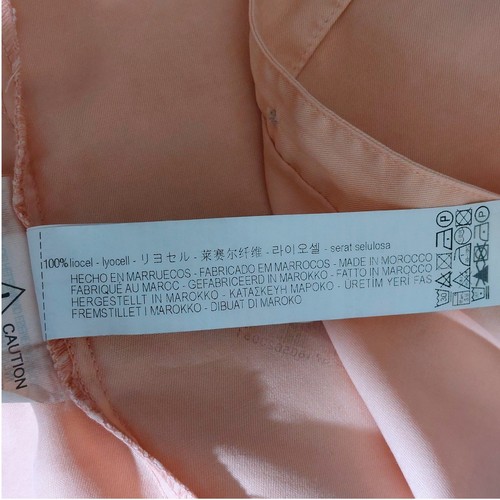 100% liocel - lyocell - リヨセル - 莱赛尔纤维 - 라이오셀 - serat selulosa
HECHO EN MARRUECOS - FABRICADO EM MARROCOS - MADE IN MOROCCO
FABRIQUÉ AU MAROC - GEFABRICEERD IN MAROKKO - FATTO IN MAROCCO
HERGESTELLT IN MAROKKO - ΚΑΤΑΣΚΕΥΗ ΜΑΡΟΚΟ - ÜRETİM YERİ FAS
FREMSTILLET I MAROKKO - DIBUAT DI MAROKO
CAUTION